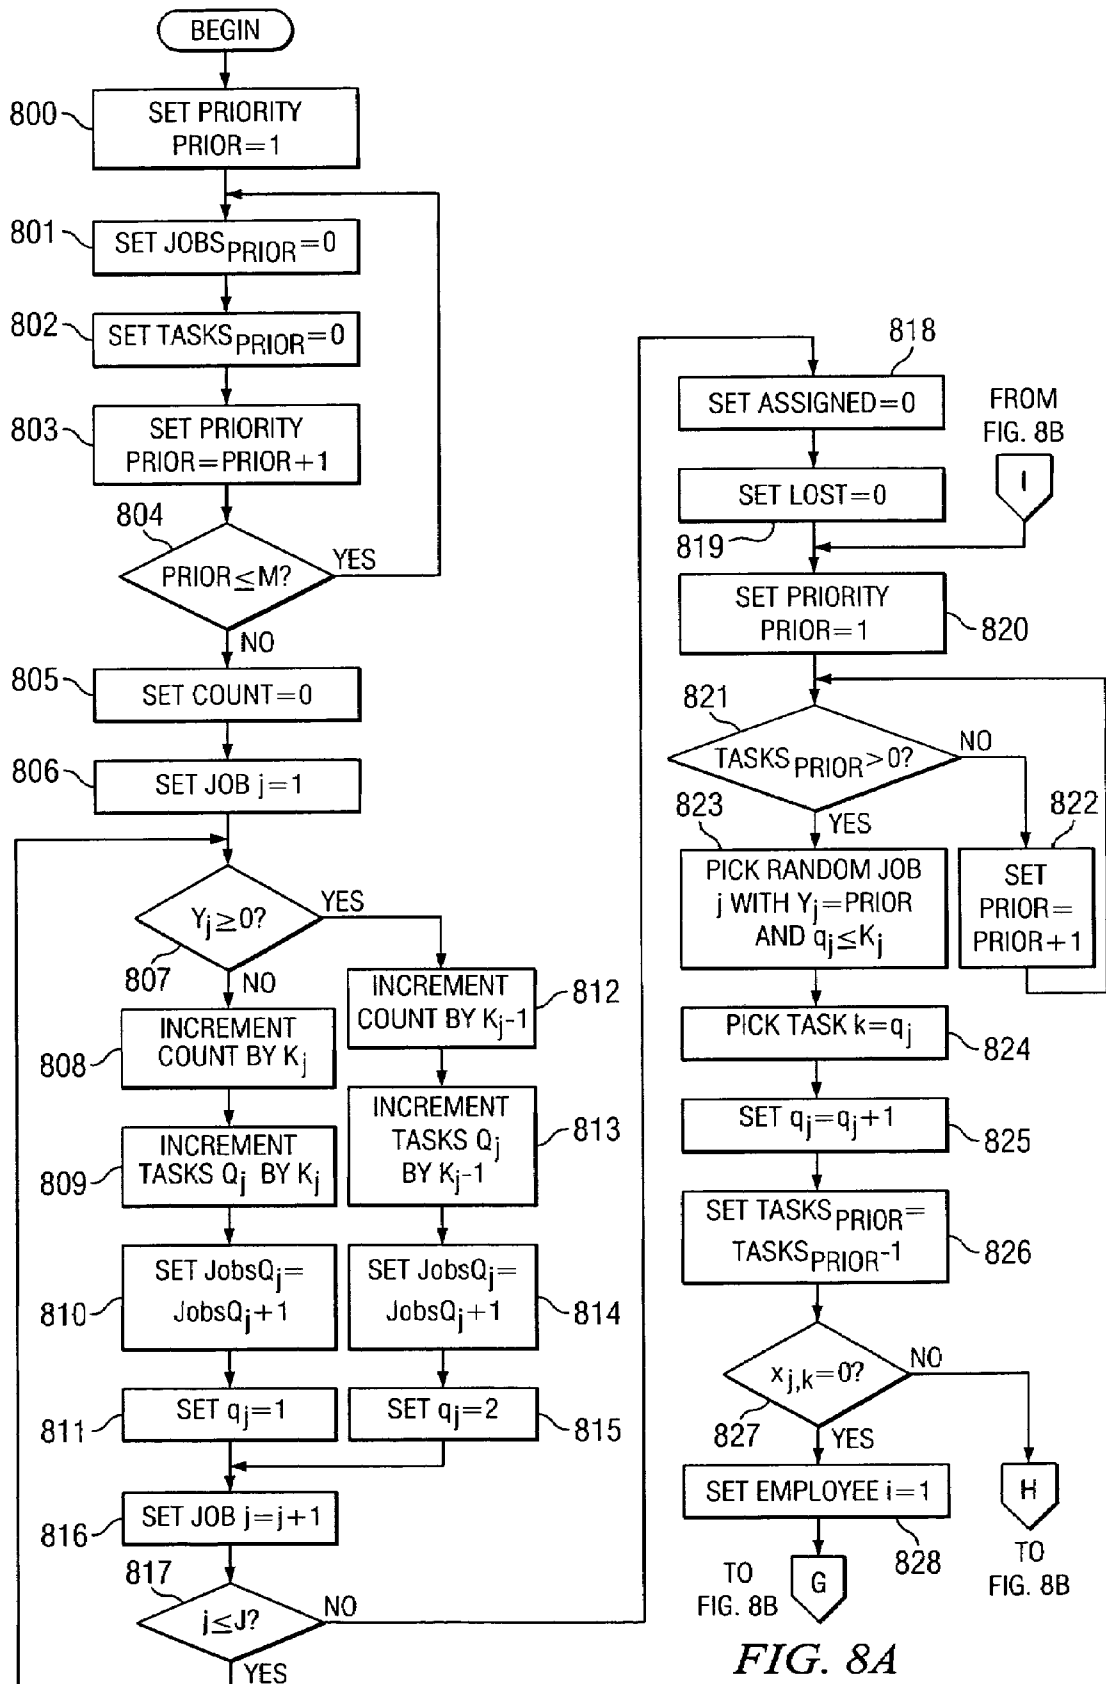 BEGIN
800
SET PRIORITY
PRIOR=1
801
SET JOBS PRIOR=0
802
SET TASKS PRIOR=0
803
SET PRIORITY
PRIOR=PRIOR+1
804
PRIOR≤M?
YES
NO
805
SET COUNT=0
806
SET JOB j=1
Yj≥0?
YES
807
NO
808
INCREMENT
COUNT BY Kj
809
INCREMENT
TASKS Qj BY Kj
810
SET JobsQj=
JobsQj+1
811
SET qj=1
INCREMENT
COUNT BY Kj-1
812
INCREMENT
TASKS Qj
BY Kj-1
813
SET JobsQj=
JobsQj+1
814
SET qj=2
815
816
SET JOB j=j+1
817
j≤J?
NO
YES
818
SET ASSIGNED=0
FROM
FIG. 8B
I
SET LOST=0
819
SET PRIORITY
PRIOR=1
820
821
TASKS PRIOR>0?
NO
YES
822
SET
PRIOR=
PRIOR+1
823
PICK RANDOM JOB
j WITH Yj=PRIOR
AND qj≤Kj
PICK TASK k=qj
824
SET qj=qj+1
825
SET TASKS PRIOR=
TASKS PRIOR-1
826
xj,k=0?
NO
827
YES
SET EMPLOYEE i=1
828
H
TO
FIG. 8B
TO
FIG. 8B
G
FIG. 8A